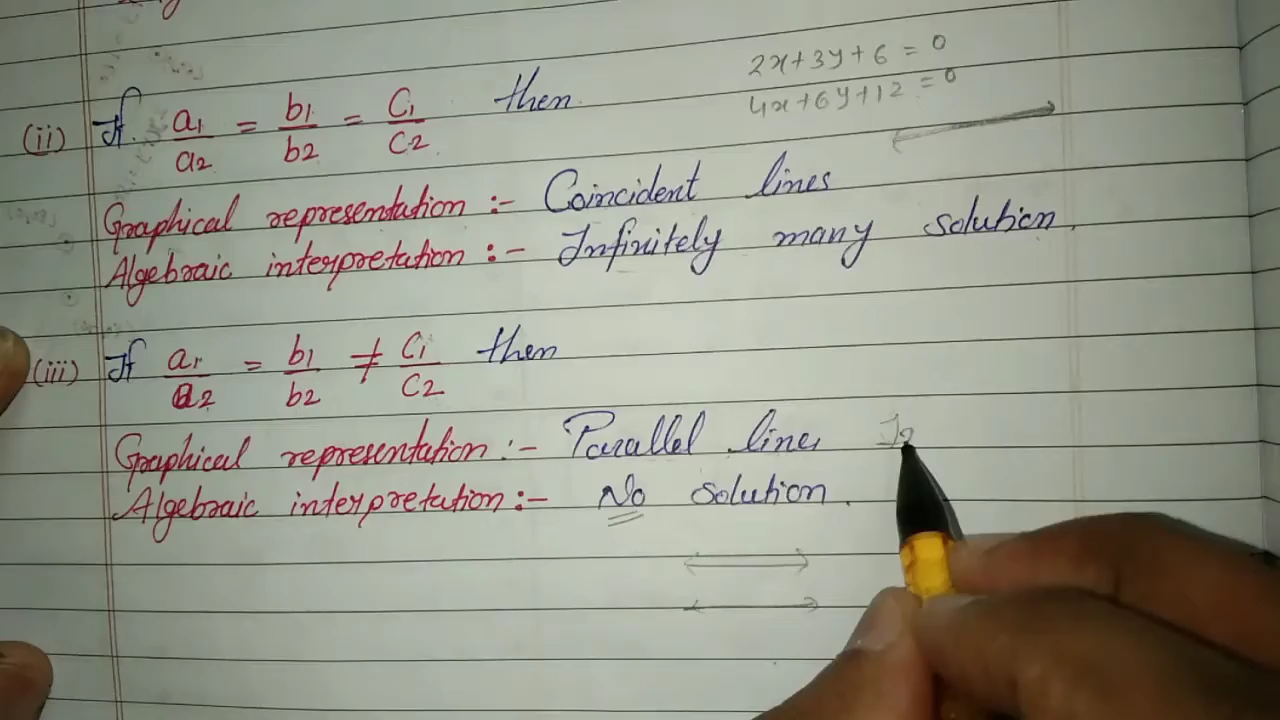 2x+3y+6 = 0
4x+6y+12 = 0
(ii) If a1/a2 = b1/b2 = C1/C2 then
Graphical representation :- Coincident lines
Algebraic interpretation :- Infinitely many solution.
(iii) If a1/a2 = b1/b2 ≠ C1/C2 then
Graphical representation :- Parallel lines
Algebraic interpretation :- No solution.